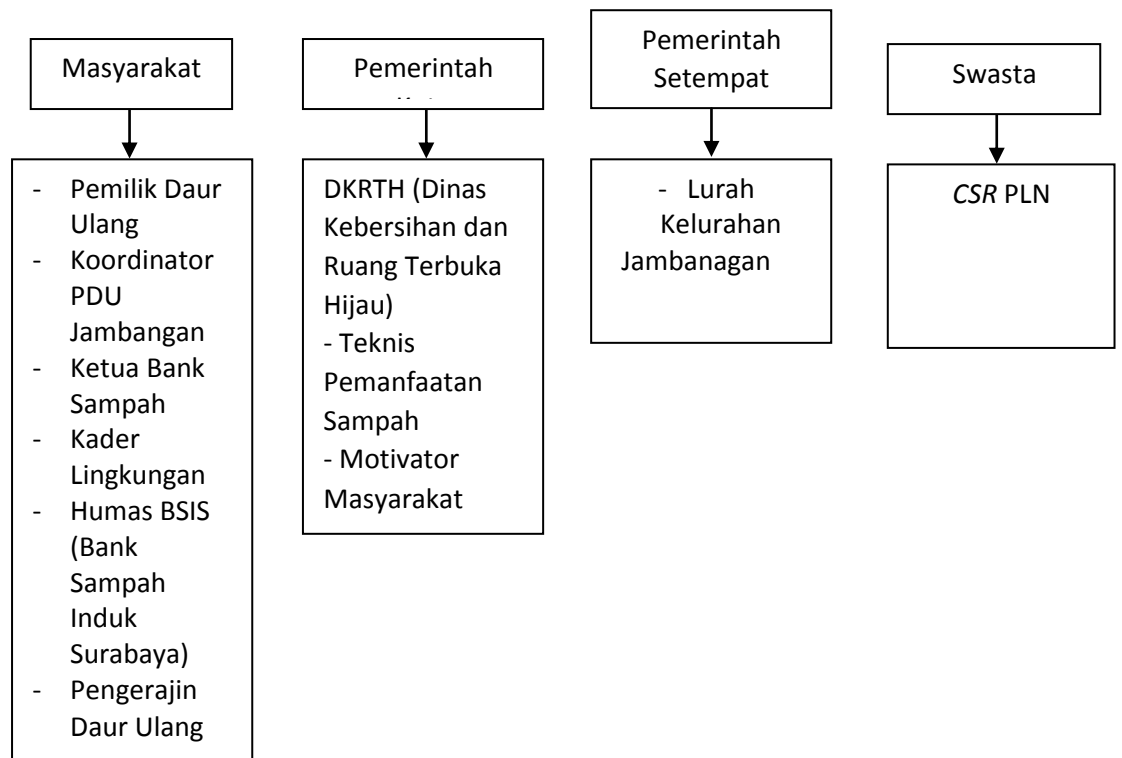 Masyarakat
- Pemilik Daur
Ulang
- Koordinator
PDU
Jambangan
- Ketua Bank
Sampah
- Kader
Lingkungan
- Humas BSIS
(Bank
Sampah
Induk
Surabaya)
- Pengerajin
Daur Ulang
Pemerintah
DKRTH (Dinas
Kebersihan dan
Ruang Terbuka
Hijau)
- Teknis
Pemanfaatan
Sampah
- Motivator
Masyarakat
Pemerintah
Setempat
- Lurah
Kelurahan
Jambanagan
Swasta
CSR PLN